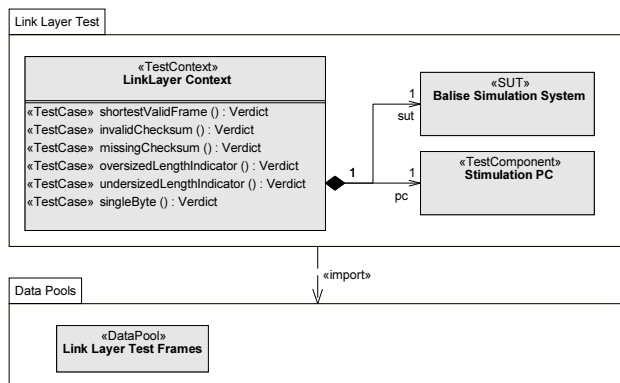 Link Layer Test
«TestContext»
LinkLayer Context
«TestCase» shortestValidFrame () : Verdict
«TestCase» invalidChecksum () : Verdict
«TestCase» missingChecksum () : Verdict
«TestCase» oversizedLengthIndicator () : Verdict
«TestCase» undersizedLengthIndicator () : Verdict
«TestCase» singleByte () : Verdict
1
1
sut
«SUT»
Balise Simulation System
1
pc
«TestComponent»
Stimulation PC
«import»
Data Pools
«DataPool»
Link Layer Test Frames